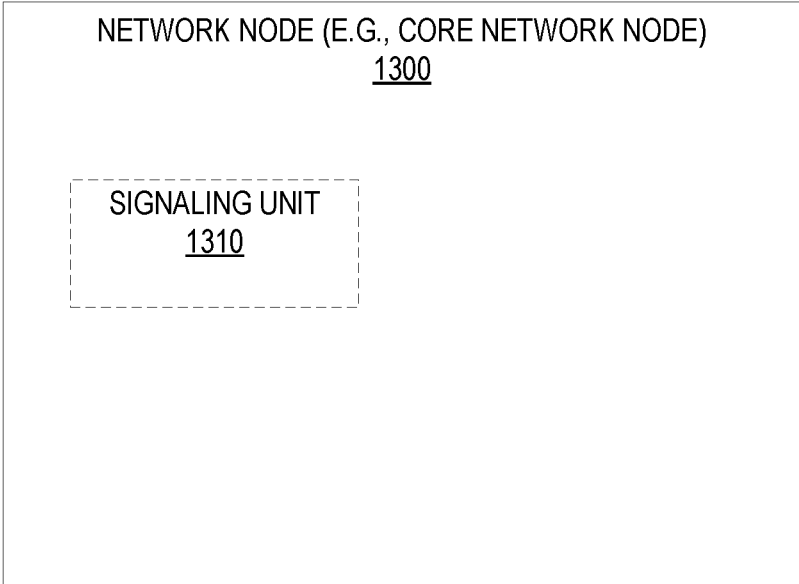 NETWORK NODE (E.G., CORE NETWORK NODE)
1300
SIGNALING UNIT
1310